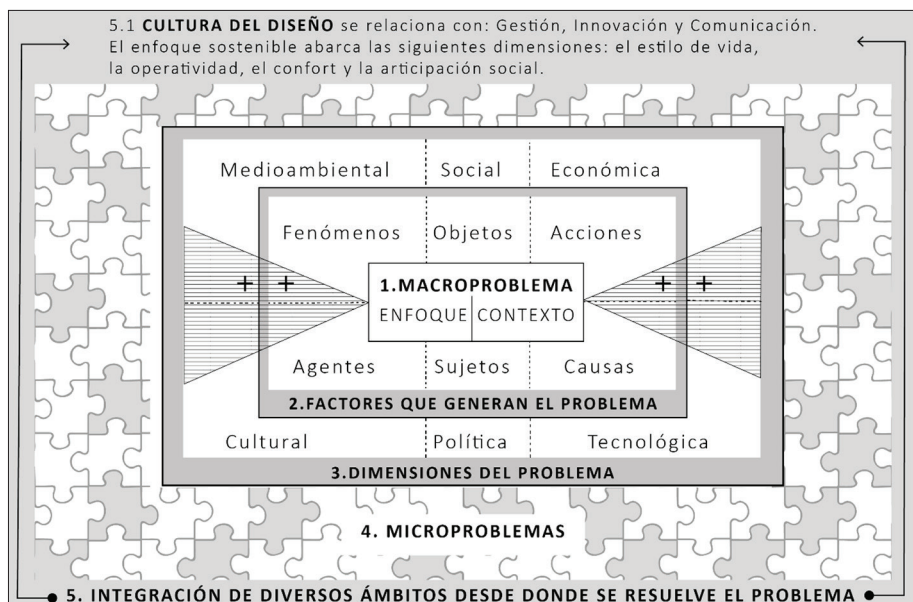 5.1 CULTURA DEL DISEÑO se relaciona con: Gestión, Innovación y Comunicación.
El enfoque sostenible abarca las siguientes dimensiones: el estilo de vida,
la operatividad, el confort y la articipación social.
Medioambiental Social Económica
Fenómenos Objetos Acciones
1.MACROPROBLEMA
+ + + +
ENFOQUE CONTEXTO
Agentes Sujetos Causas
2.FACTORES QUE GENERAN EL PROBLEMA
Cultural Política Tecnológica
3.DIMENSIONES DEL PROBLEMA
4. MICROPROBLEMAS
5. INTEGRACIÓN DE DIVERSOS ÁMBITOS DESDE DONDE SE RESUELVE EL PROBLEMA